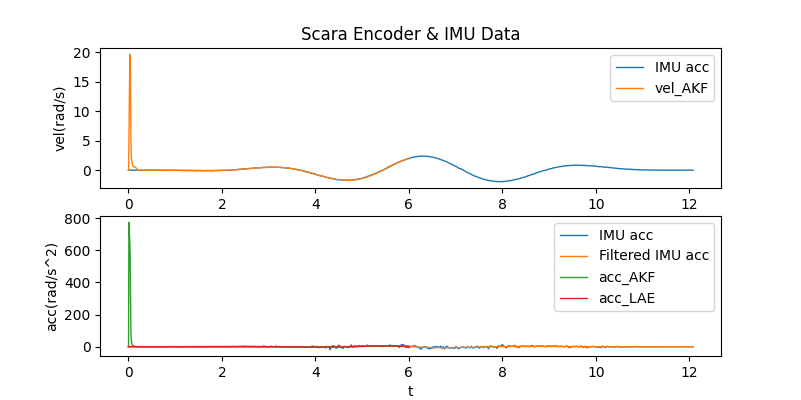 Scara Encoder & IMU Data
vel(rad/s)
20
15
10
5
0
IMU acc
vel_AKF
0 2 4 6 8 10 12
acc(rad/s^2)
800
600
400
200
0
IMU acc
Filtered IMU acc
acc_AKF
acc_LAE
0 2 4 6 8 10 12
t